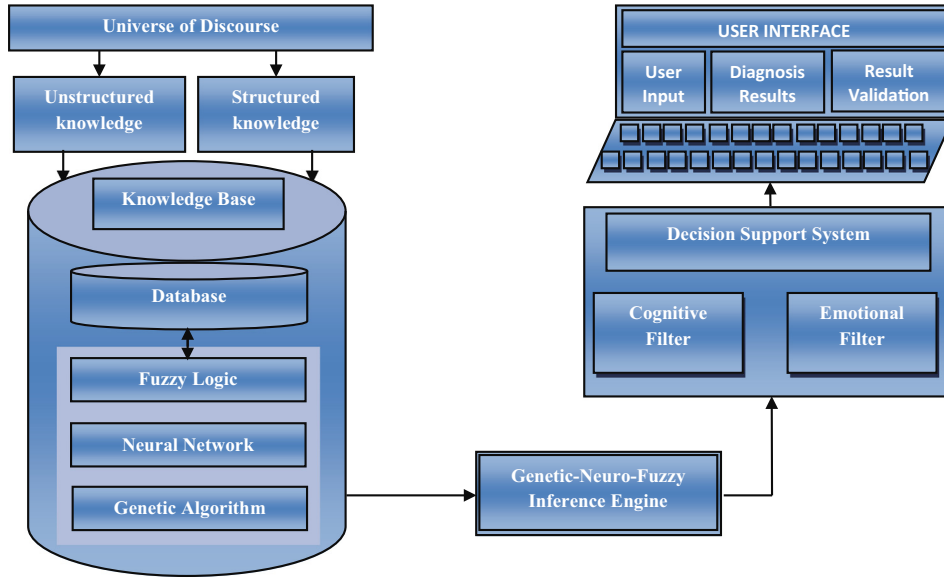 Universe of Discourse
Unstructured
knowledge
Structured
knowledge
Knowledge Base
Database
Fuzzy Logic
Neural Network
Genetic Algorithm
Genetic-Neuro-Fuzzy
Inference Engine
USER INTERFACE
User
Input
Diagnosis
Results
Result
Validation
Decision Support System
Cognitive
Filter
Emotional
Filter